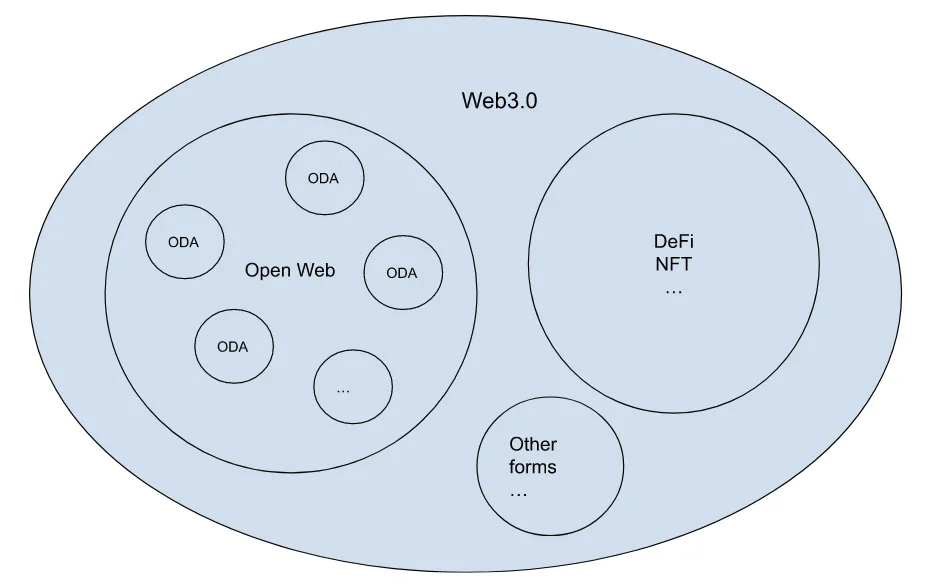 Web3.0
ODA
ODA
Open Web
ODA
ODA
…
DeFi
NFT
…
Other
forms
…